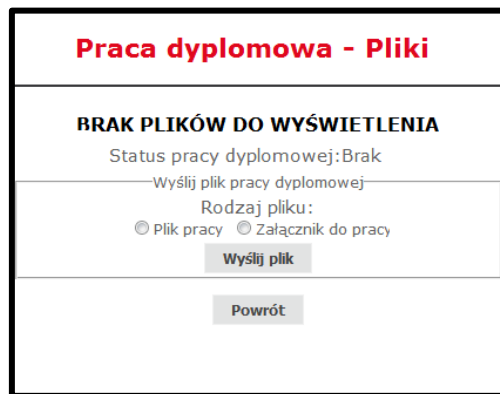 Praca dyplomowa - Pliki
BRAK PLIKÓW DO WYŚWIETLENIA
Status pracy dyplomowej:Brak
Wyślij plik pracy dyplomowej
Rodzaj pliku:
Plik pracy Załącznik do pracy
Wyślij plik
Powrót